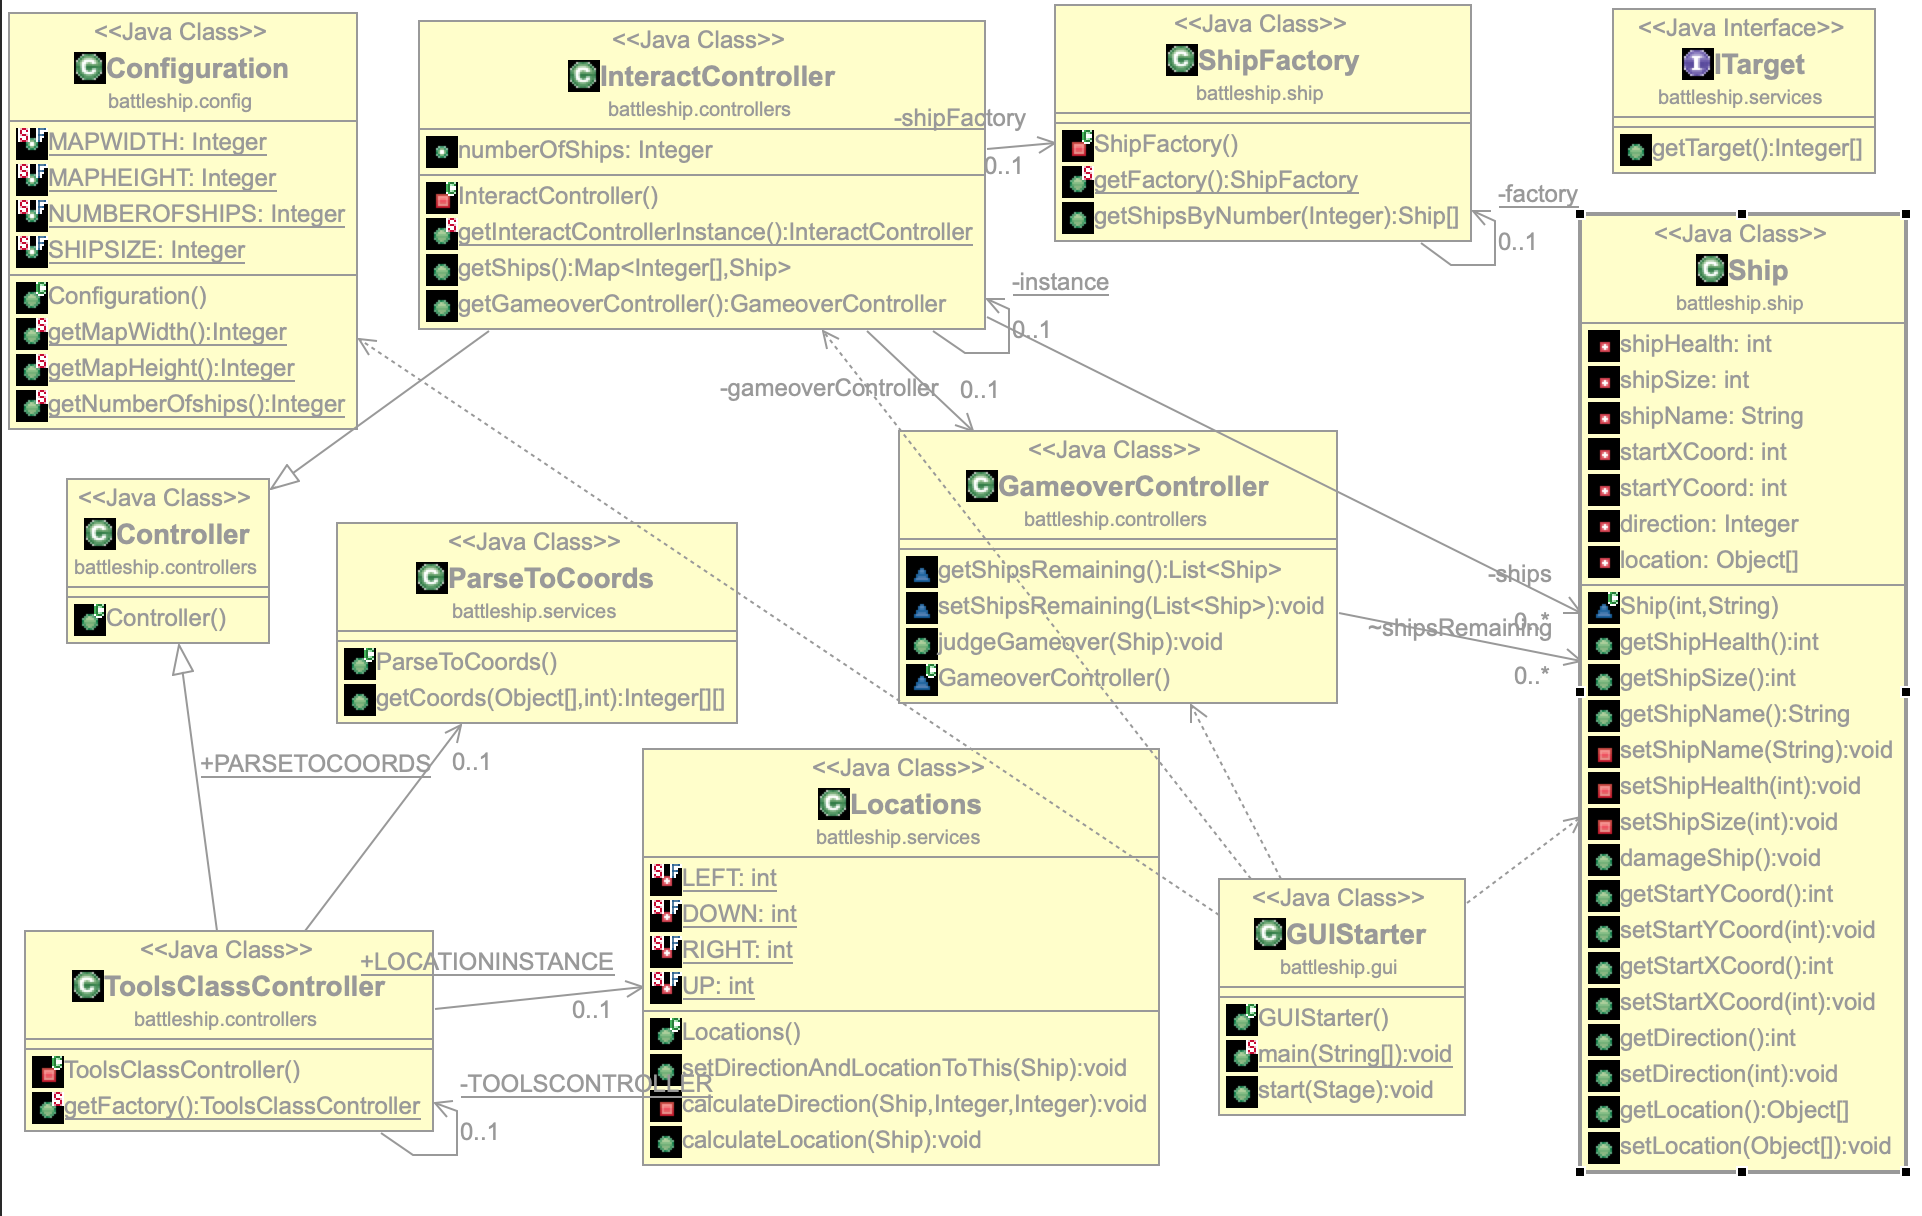 <<Java Class>>
Configuration
battleship.config
MAPWIDTH: Integer
MAPHEIGHT: Integer
NUMBEROFSHIPS: Integer
SHIPSIZE: Integer
Configuration()
getMapWidth():Integer
getMapHeight():Integer
getNumberOfships():Integer
<<Java Class>>
InteractController
battleship.controllers
numberOfShips: Integer
InteractController()
getInteractControllerInstance():InteractController
getShips():Map<Integer[],Ship>
getGameoverController():GameoverController
-shipFactory
0..1
<<Java Class>>
ShipFactory
battleship.ship
ShipFactory()
getFactory():ShipFactory
getShipsByNumber(Integer):Ship[]
-factory
0..1
<<Java Interface>>
ITarget
battleship.services
getTarget():Integer[]
-instance
0..1
-gameoverController
0..1
<<Java Class>>
Ship
battleship.ship
shipHealth: int
shipSize: int
shipName: String
startXCoord: int
startYCoord: int
direction: Integer
location: Object[]
Ship(int,String)
getShipHealth():int
getShipSize():int
getShipName():String
setShipName(String):void
setShipHealth(int):void
setShipSize(int):void
damageShip():void
getStartYCoord():int
setStartYCoord(int):void
getStartXCoord():int
setStartXCoord(int):void
getDirection():int
setDirection(int):void
getLocation():Object[]
setLocation(Object[]):void
<<Java Class>>
Controller
battleship.controllers
Controller()
<<Java Class>>
ParseToCoords
battleship.services
ParseToCoords()
getCoords(Object[],int):Integer[][]
<<Java Class>>
GameoverController
battleship.controllers
getShipsRemaining():List<Ship>
setShipsRemaining(List<Ship>):void
judgeGameover(Ship):void
GameoverController()
-ships
0..*
~shipsRemaining
0..*
+PARSETOCOORDS
0..1
<<Java Class>>
Locations
battleship.services
LEFT: int
DOWN: int
RIGHT: int
UP: int
Locations()
setDirectionAndLocationToThis(Ship):void
calculateDirection(Ship,Integer,Integer):void
calculateLocation(Ship):void
<<Java Class>>
GUIStarter
battleship.gui
GUIStarter()
main(String[]):void
start(Stage):void
<<Java Class>>
ToolsClassController
battleship.controllers
ToolsClassController()
getFactory():ToolsClassController
+LOCATIONINSTANCE
0..1
-TOOLSCONTROLLER
0..1